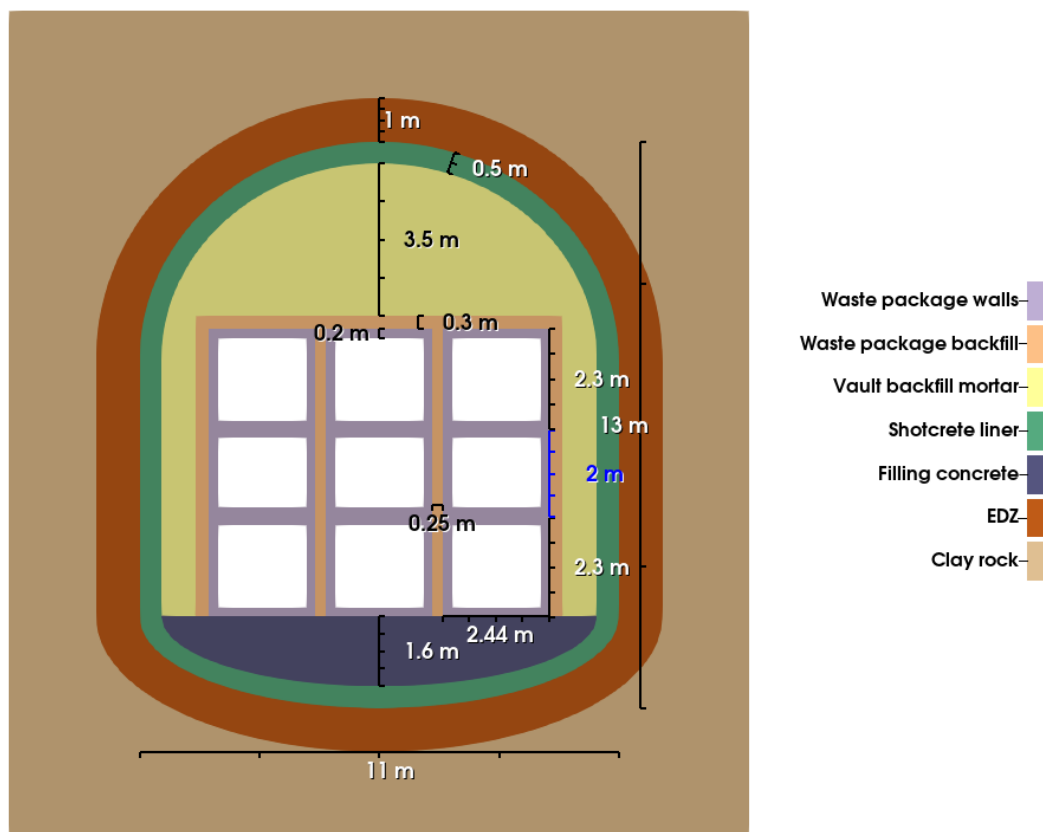 1 m
0.5 m
3.5 m
0.3 m
0.2 m
2.3 m
13 m
2 m
0.25 m
2.3 m
2.44 m
1.6 m
11 m
Waste package walls
Waste package backfill
Vault backfill mortar
Shotcrete liner
Filling concrete
EDZ
Clay rock